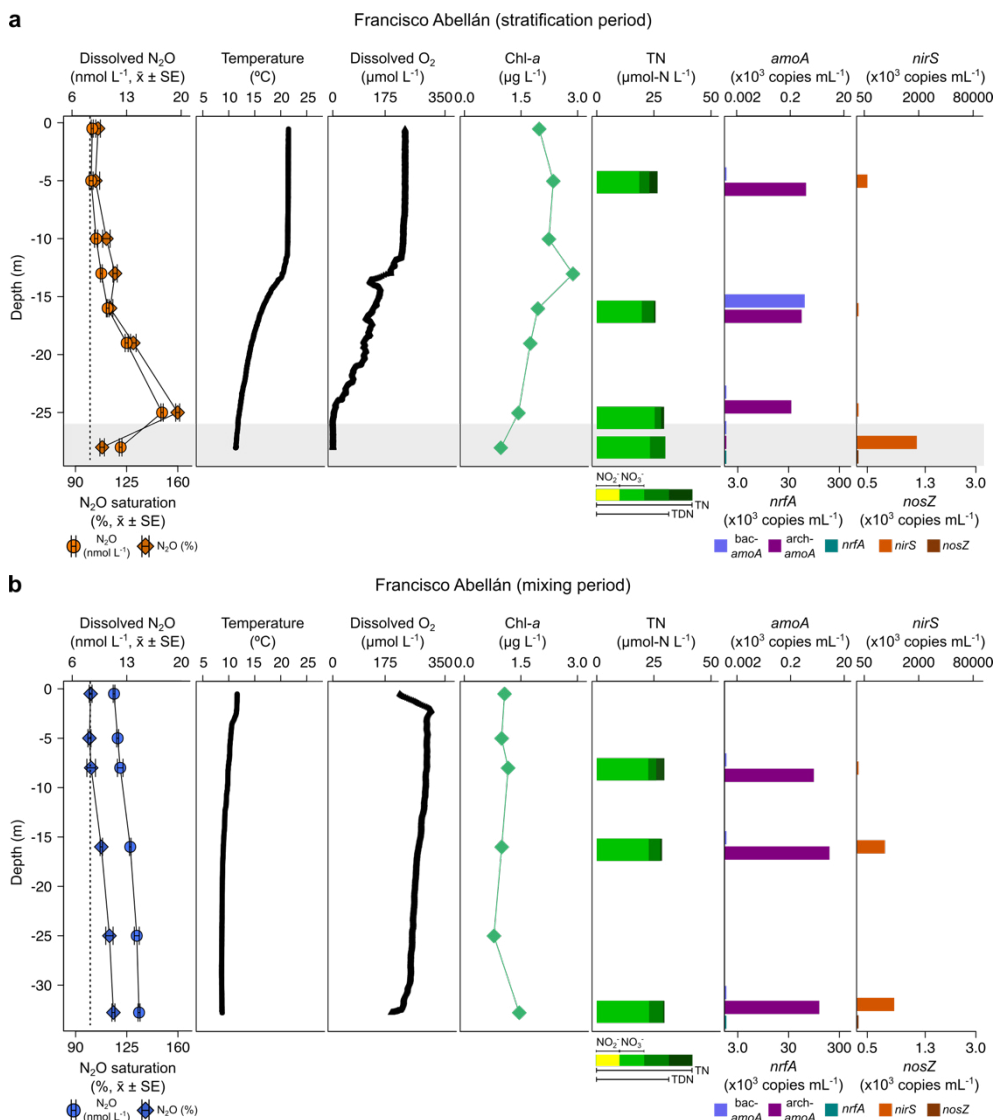 a
Francisco Abellán (stratification period)
Dissolved N₂O Temperature Dissolved O₂ Chl-a TN amoA nirS
(nmol L⁻¹, x̄ ± SE) (ºC) (µmol L⁻¹) (µg L⁻¹) (µmol-N L⁻¹) (x10³ copies mL⁻¹) (x10³ copies mL⁻¹)
6 13 20 5 10 15 20 25 0 175 350 0.0 1.5 3.0 0 25 50 0.002 0.2 20 50 2000 80000
0
-5
-10
-15
-20
-25
Depth (m)
90 125 160 3.0 30 300 0.5 1.3 3.0
NO₂⁻ NO₃⁻
TN
TDN
N₂O saturation nrfA nosZ
(%, x̄ ± SE) (x10³ copies mL⁻¹) (x10³ copies mL⁻¹)
N₂O (nmol L⁻¹) N₂O (%)
bac-amoA arch-amoA nrfA nirS nosZ
b
Francisco Abellán (mixing period)
Dissolved N₂O Temperature Dissolved O₂ Chl-a TN amoA nirS
(nmol L⁻¹, x̄ ± SE) (ºC) (µmol L⁻¹) (µg L⁻¹) (µmol-N L⁻¹) (x10³ copies mL⁻¹) (x10³ copies mL⁻¹)
6 13 20 5 10 15 20 25 0 175 350 0.0 1.5 3.0 0 25 50 0.002 0.2 20 50 2000 80000
0
-5
-10
-15
-20
-25
-30
Depth (m)
90 125 160 3.0 30 300 0.5 1.3 3.0
NO₂⁻ NO₃⁻
TN
TDN
N₂O saturation nrfA nosZ
(%, x̄ ± SE) (x10³ copies mL⁻¹) (x10³ copies mL⁻¹)
N₂O (nmol L⁻¹) N₂O (%)
bac-amoA arch-amoA nrfA nirS nosZ